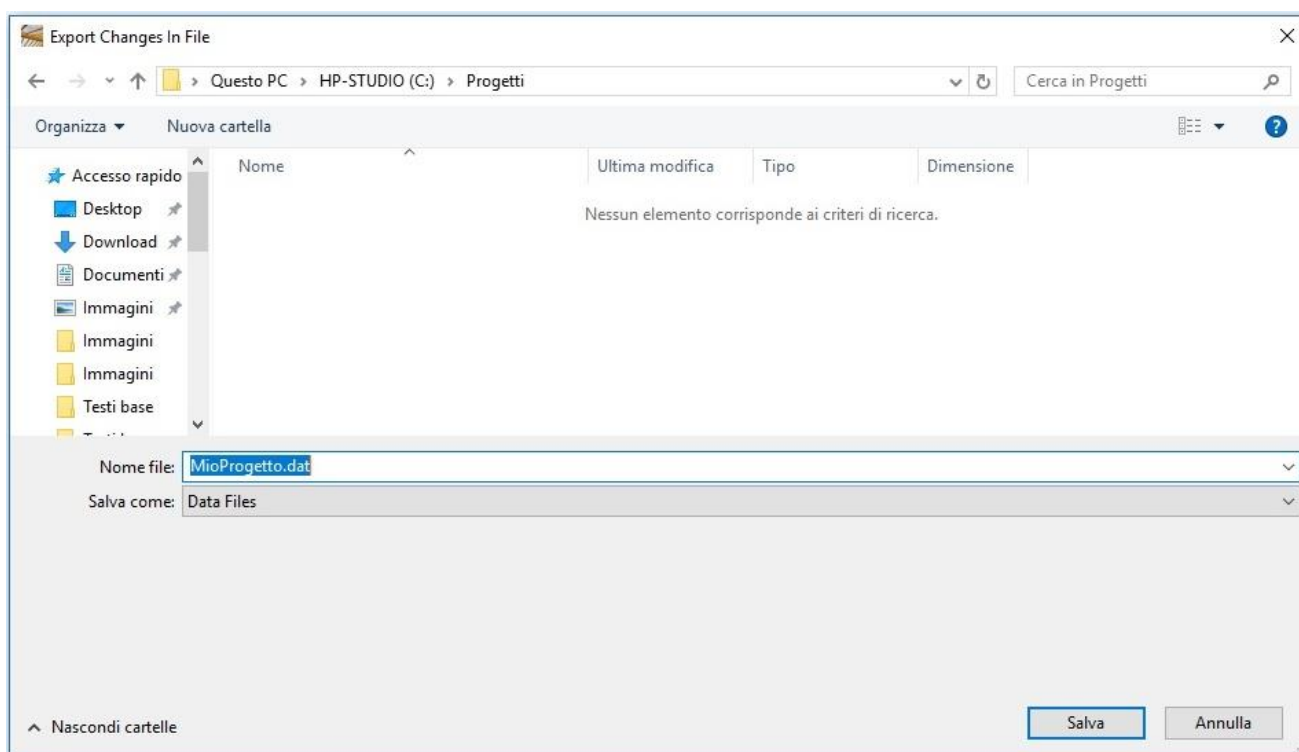 Export Changes In File
Questo PC > HP-STUDIO (C:) > Progetti
Cerca in Progetti
Organizza
Nuova cartella
Nome
Ultima modifica
Tipo
Dimensione
Nessun elemento corrisponde ai criteri di ricerca.
Accesso rapido
Desktop
Download
Documenti
Immagini
Immagini
Immagini
Testi base
Nome file: MioProgetto.dat
Salva come: Data Files
Nascondi cartelle
Salva
Annulla